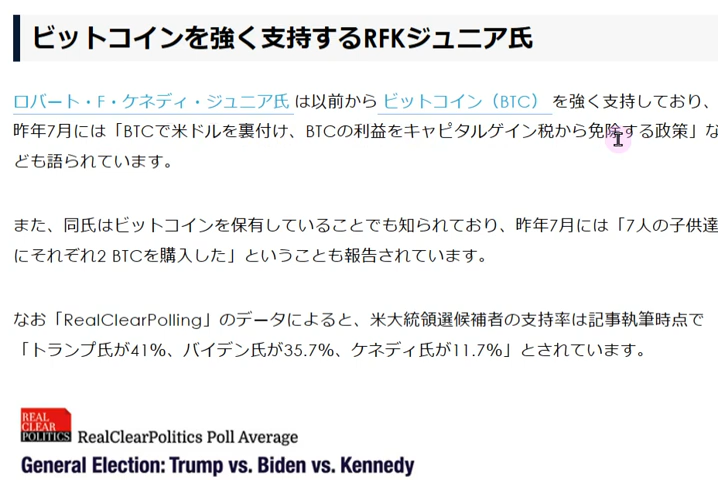 ビットコインを強く支持するRFKジュニア氏
ロバート・F・ケネディ・ジュニア氏 は以前から ビットコイン（BTC） を強く支持しており、
昨年7月には「BTCで米ドルを裏付け、BTCの利益をキャピタルゲイン税から免除する政策」な
ども語られています。
また、同氏はビットコインを保有していることでも知られており、昨年7月には「7人の子供達
にそれぞれ2 BTCを購入した」ということも報告されています。
なお「RealClearPolling」のデータによると、米大統領選候補者の支持率は記事執筆時点で
「トランプ氏が41%、バイデン氏が35.7%、ケネディ氏が11.7%」とされています。
REAL
CLEAR
POLITICS RealClearPolitics Poll Average
General Election: Trump vs. Biden vs. Kennedy